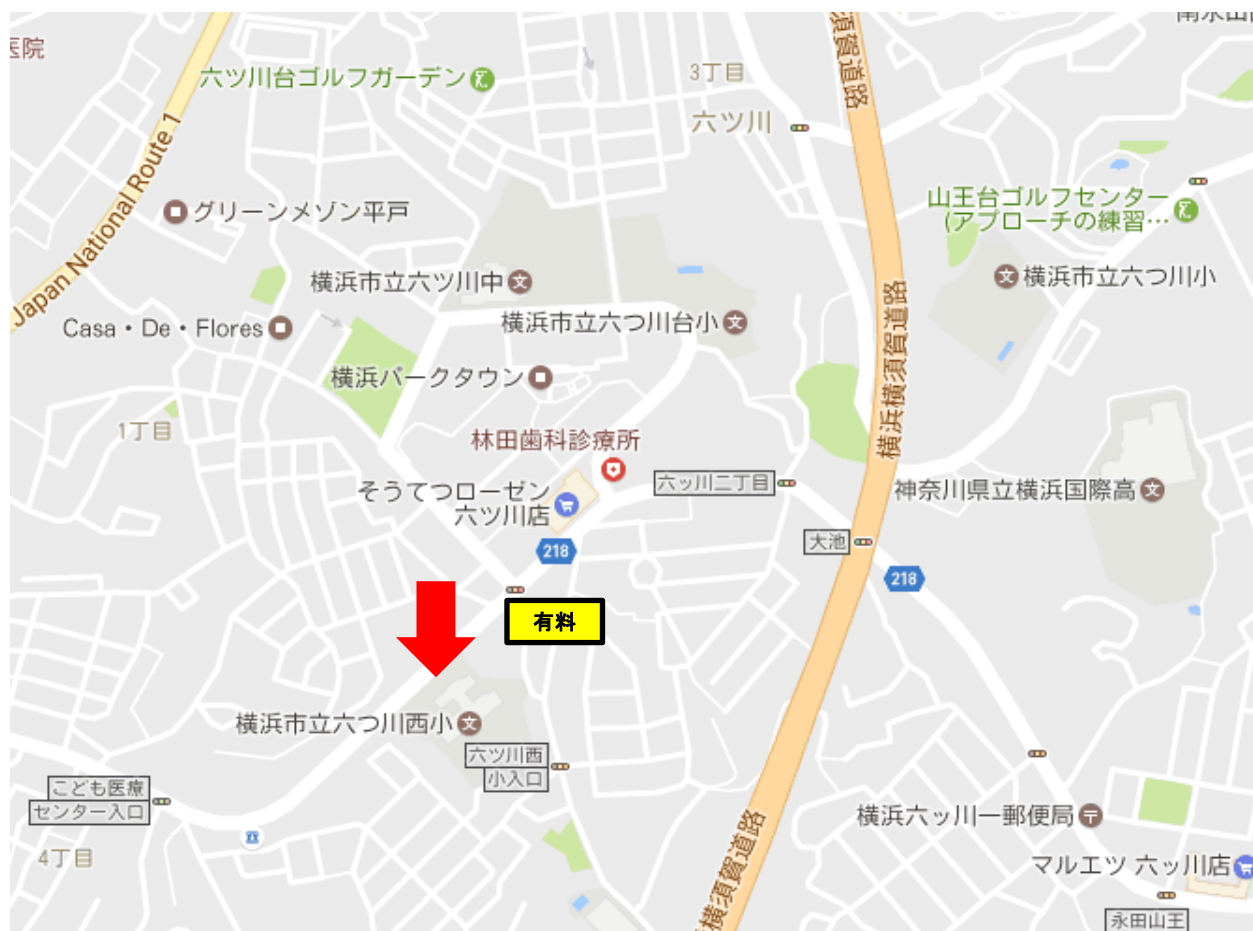 医院
六ツ川台ゴルフガーデン
3丁目
六ツ川
横須賀道路
Japan National Route 1
グリーンメゾン平戸
山王台ゴルフセンター
(アプローチの練習…
横浜市立六ツ川中
横浜市立六つ川小
Casa・De・Flores
横浜市立六つ川台小
横浜横須賀道路
横浜パークタウン
1丁目
林田歯科診療所
そうてつローゼン
六ツ川店
六ッ川二丁目
神奈川県立横浜国際高
大池
218
218
有料
横浜市立六つ川西小
六ツ川西
小入口
こども医療
センター入口
4丁目
横浜六ッ川一郵便局
マルエツ 六ッ川店
横須賀道路
永田山王